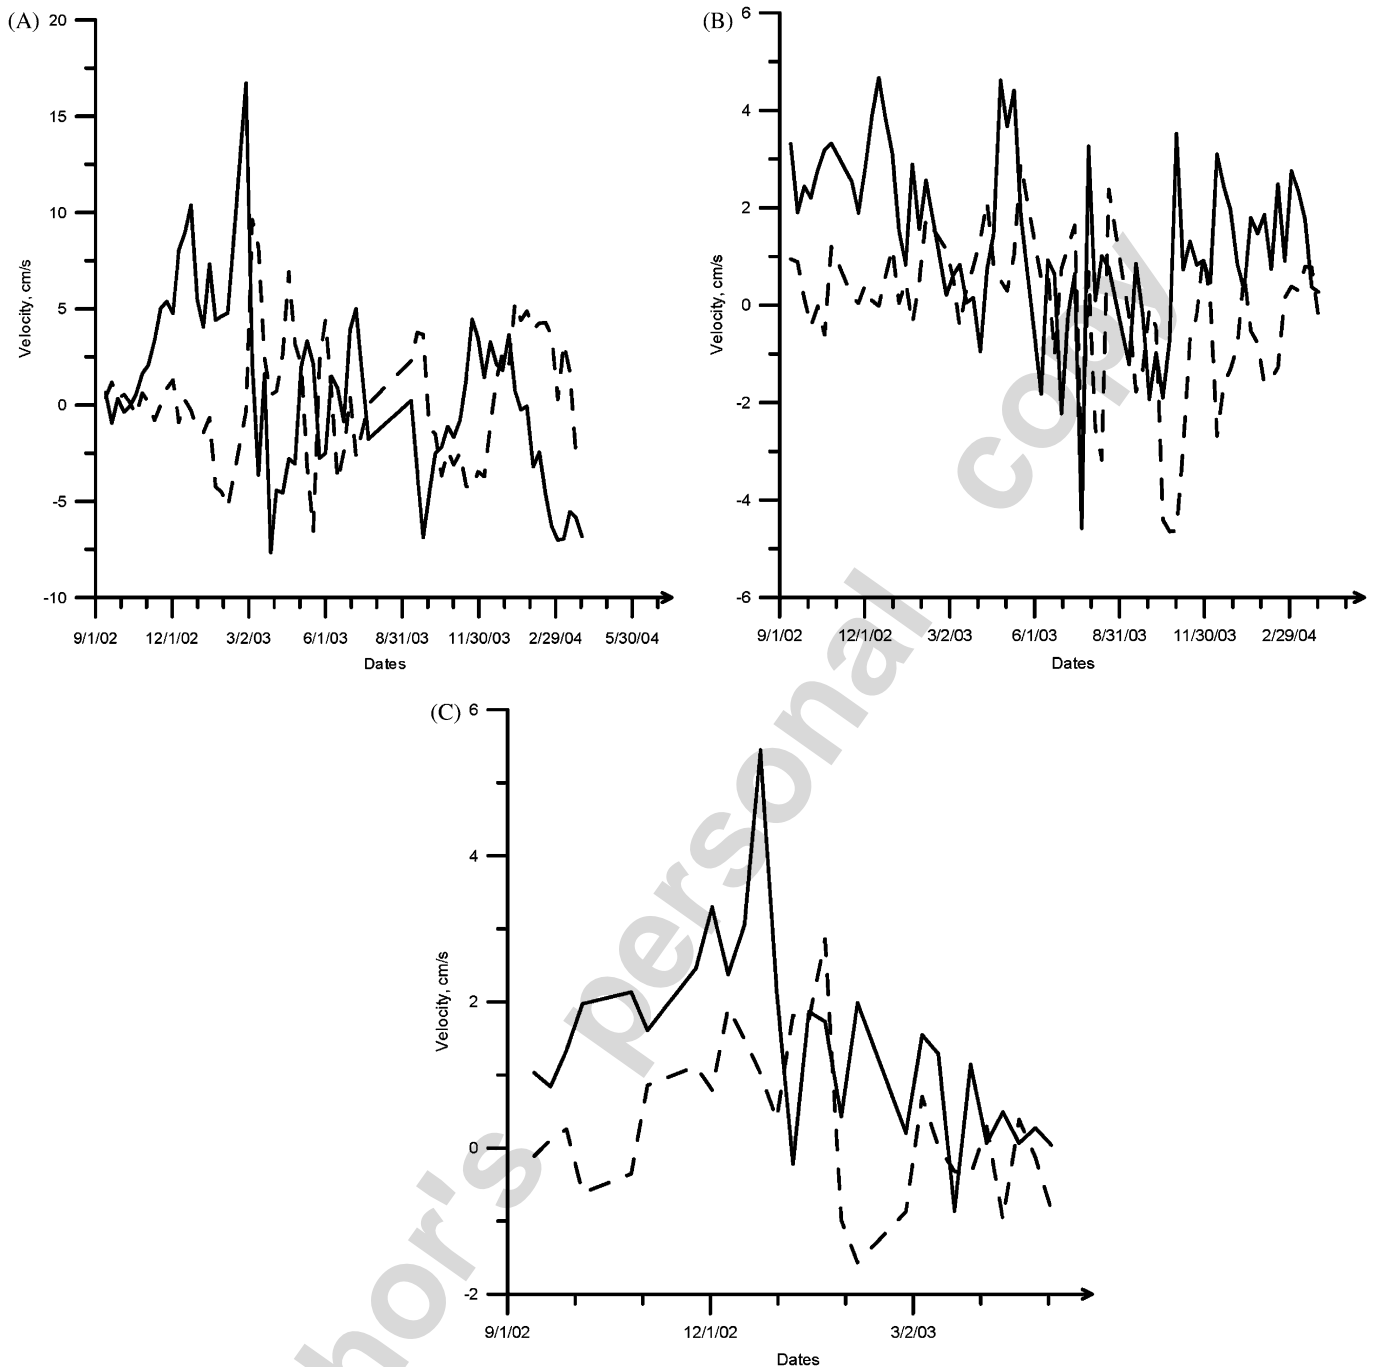 (A)
20
15
10
5
0
-5
-10
Velocity, cm/s
9/1/02 12/1/02 3/2/03 6/1/03 8/31/03 11/30/03 2/29/04 5/30/04
Dates
(B)
6
4
2
0
-2
-4
-6
Velocity, cm/s
9/1/02 12/1/02 3/2/03 6/1/03 8/31/03 11/30/03 2/29/04
Dates
(C)
6
4
2
0
-2
Velocity, cm/s
9/1/02 12/1/02 3/2/03
Dates
hor's personal copy